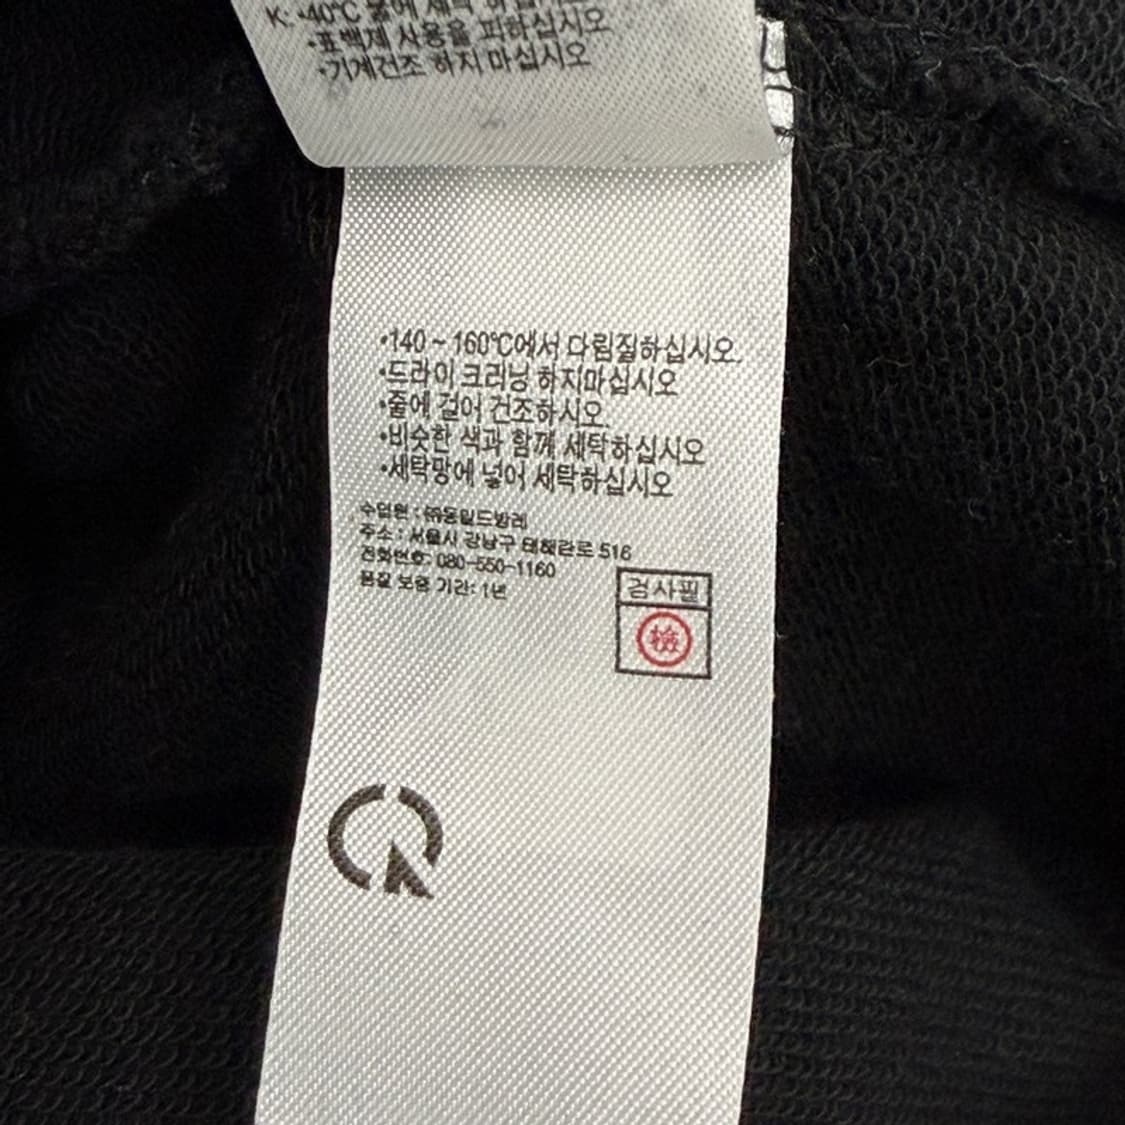 K: •40℃ 물에 세탁 하십시오
•표백제 사용을 피하십시오
•기계건조 하지 마십시오
•140 ~ 160℃에서 다림질하십시오.
•드라이 크리닝 하지마십시오
•줄에 걸어 건조하시오.
•비슷한 색과 함께 세탁하십시오
•세탁망에 넣어 세탁하십시오
수입원 : ㈜동일드방레
주소 : 서울시 강남구 테헤란로 516
전화번호: 080-550-1160
품질 보증 기간: 1년
검사필
檢